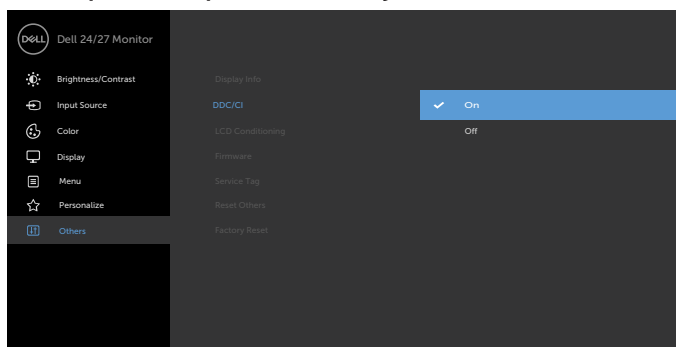 DELL
Dell 24/27 Monitor
Brightness/Contrast
Input Source
Color
Display
Menu
Personalize
Others
Display Info
DDC/CI
LCD Conditioning
Firmware
Service Tag
Reset Others
Factory Reset
On
Off